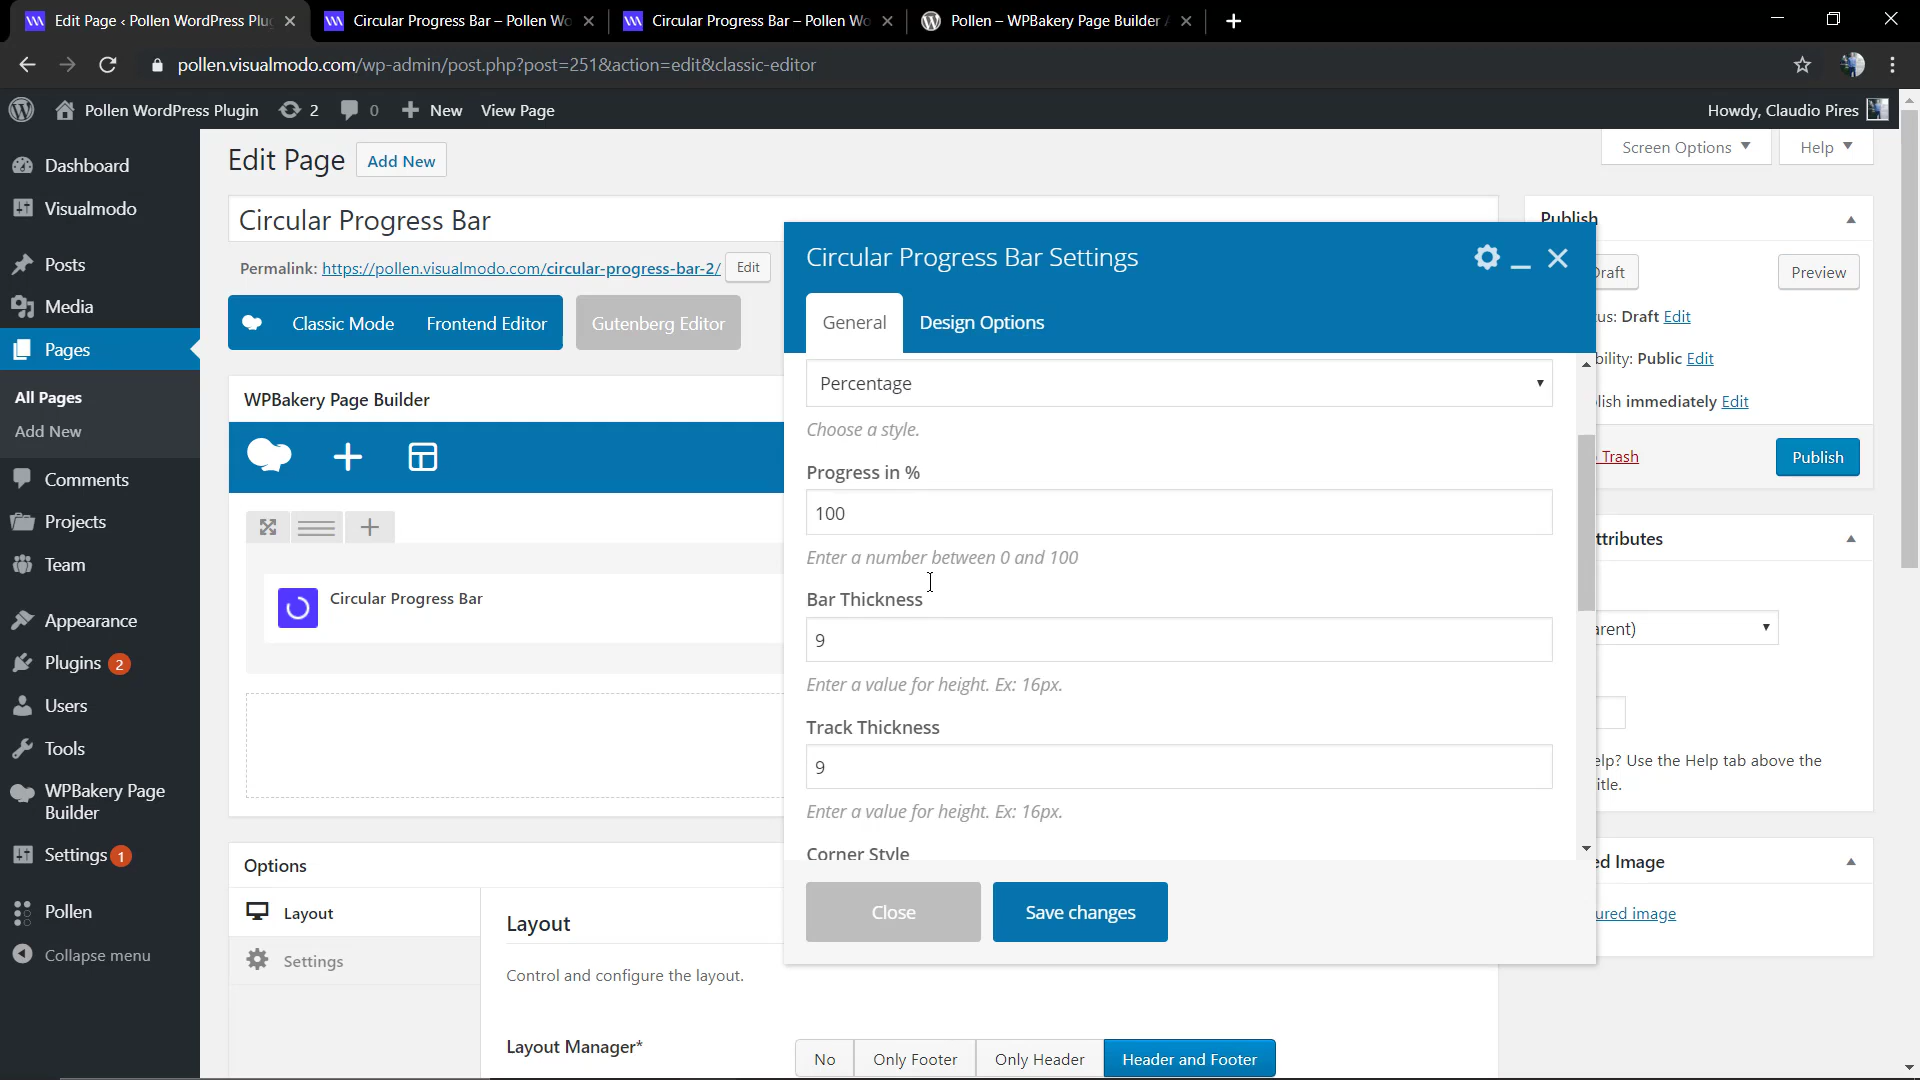 Edit Page ‹ Pollen WordPress Plug
Circular Progress Bar – Pollen Wo
Circular Progress Bar – Pollen Wo
Pollen – WPBakery Page Builder A
pollen.visualmodo.com/wp-admin/post.php?post=251&action=edit&classic-editor
Pollen WordPress Plugin
2
0
New
View Page
Howdy, Claudio Pires
Dashboard
Visualmodo
Posts
Media
Pages
All Pages
Add New
Comments
Projects
Team
Appearance
Plugins 2
Users
Tools
WPBakery Page
Builder
Settings 1
Pollen
Collapse menu
Edit Page
Add New
Screen Options
Help
Circular Progress Bar
Permalink: https://pollen.visualmodo.com/circular-progress-bar-2/
Edit
Classic Mode
Frontend Editor
Gutenberg Editor
WPBakery Page Builder
Circular Progress Bar
Options
Layout
Settings
Layout
Control and configure the layout.
Layout Manager*
No
Only Footer
Only Header
Header and Footer
Circular Progress Bar Settings
General
Design Options
Percentage
Choose a style.
Progress in %
100
Enter a number between 0 and 100
Bar Thickness
9
Enter a value for height. Ex: 16px.
Track Thickness
9
Enter a value for height. Ex: 16px.
Corner Style
Close
Save changes
Publish
Draft
Preview
us: Draft Edit
bility: Public Edit
lish immediately Edit
Trash
Publish
ttributes
arent)
elp? Use the Help tab above the
itle.
ed Image
ured image